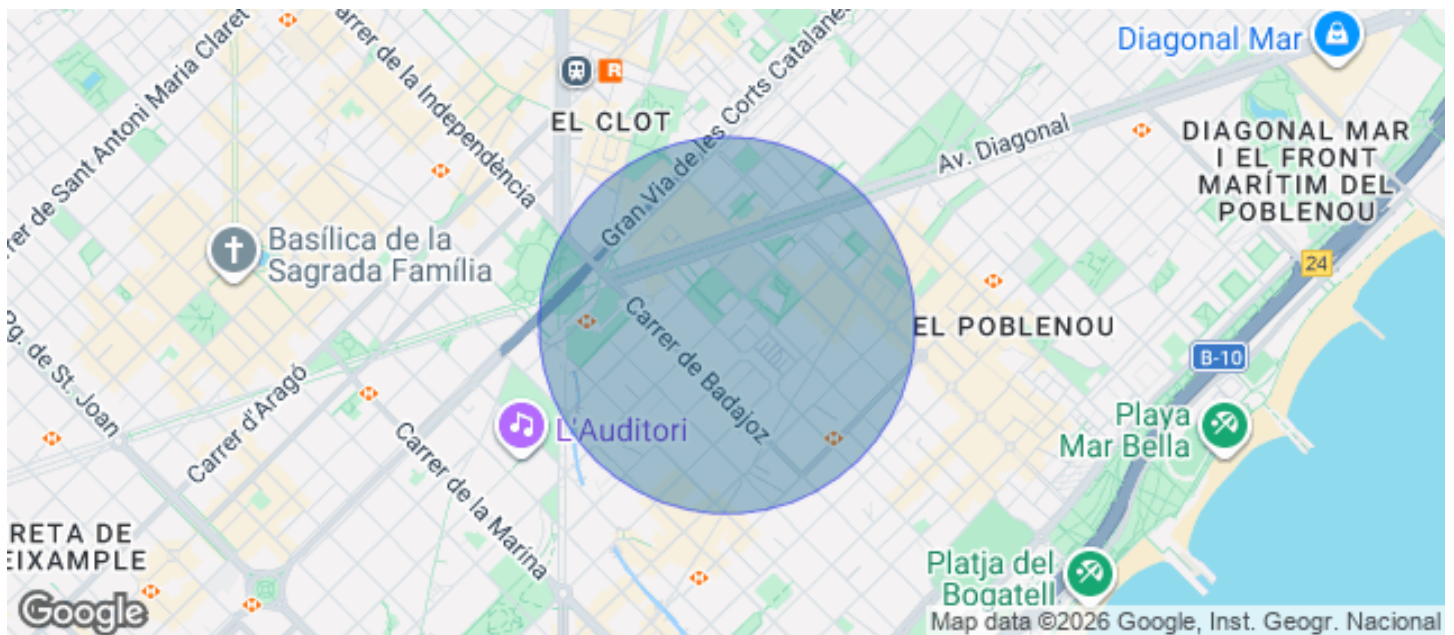 Carrer de Sant Antoni Maria Claret
Carrer de la Independència
EL CLOT
R
Gran Via de les Corts Catalanes
Diagonal Mar
Av. Diagonal
DIAGONAL MAR
I EL FRONT
MARÍTIM DEL
POBLENOU
Basílica de la
Sagrada Família
24
Pg. de St. Joan
Carrer d'Aragó
Carrer de Badajoz
EL POBLENOU
B-10
L'Auditori
Carrer de la Marina
Playa
Mar Bella
RETA DE
EIXAMPLE
Platja del
Bogatell
Google
Map data ©2026 Google, Inst. Geogr. Nacional